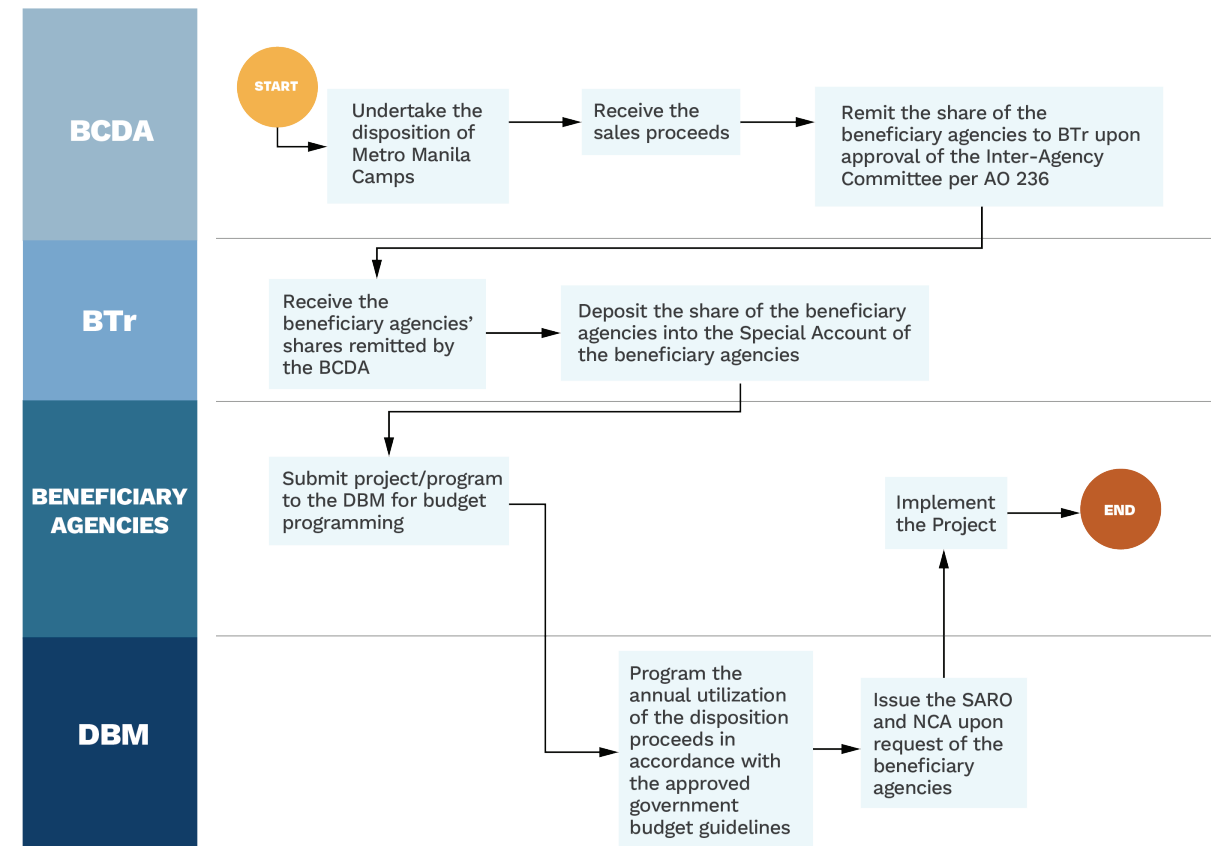 BCDA
START
Undertake the
disposition of
Metro Manila
Camps
Receive the
sales proceeds
Remit the share of the
beneficiary agencies to BTr upon
approval of the Inter-Agency
Committee per AO 236
BTr
Receive the
beneficiary agencies’
shares remitted by
the BCDA
Deposit the share of the beneficiary
agencies into the Special Account of
the beneficiary agencies
BENEFICIARY
AGENCIES
Submit project/program
to the DBM for budget
programming
Implement
the Project
END
DBM
Program the
annual utilization
of the disposition
proceeds in
accordance with
the approved
government
budget guidelines
Issue the SARO
and NCA upon
request of the
beneficiary
agencies